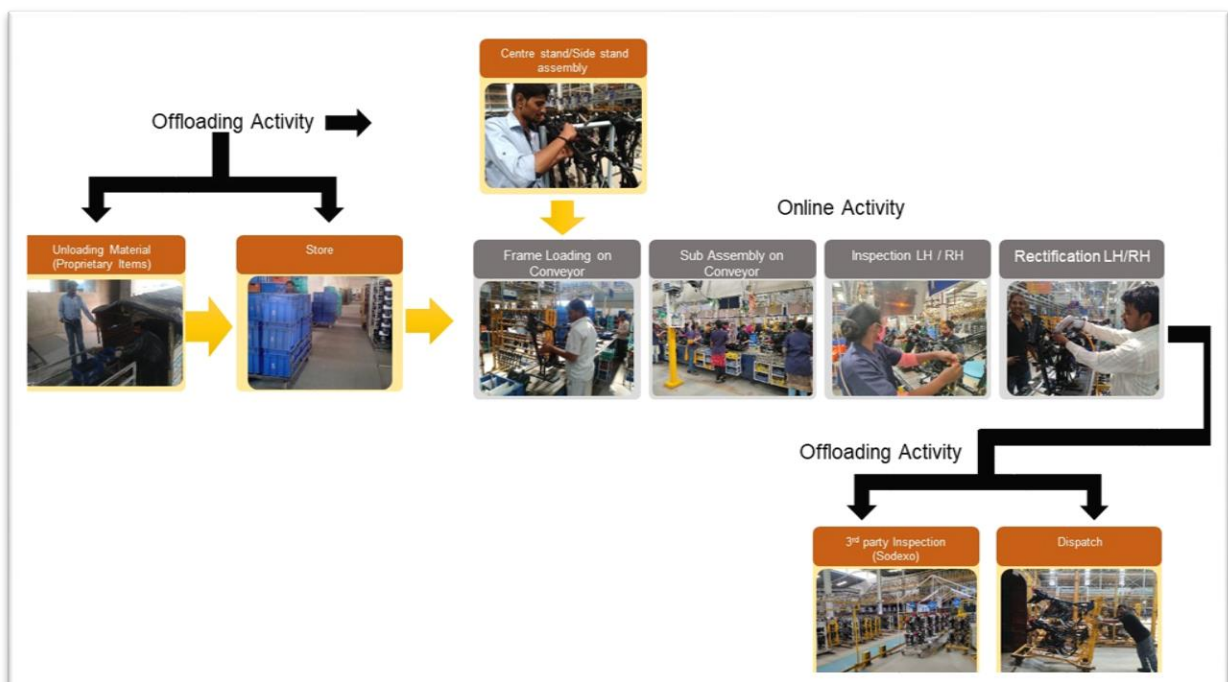 Centre stand/Side stand
assembly
Offloading Activity
Online Activity
Unloading Material
(Proprietary Items)
Store
Frame Loading on
Conveyor
Sub Assembly on
Conveyor
Inspection LH / RH
Rectification LH/RH
Offloading Activity
3rd party Inspection
(Sodexo)
Dispatch